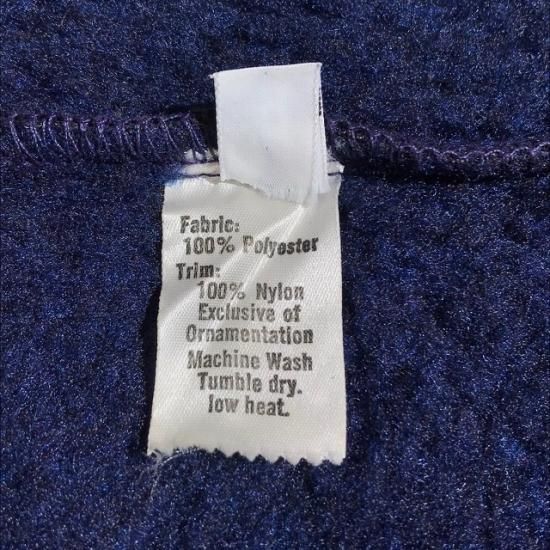 Fabric:
100% Polyester
Trim:
100% Nylon
Exclusive of
Ornamentation
Machine Wash
Tumble dry.
low heat.